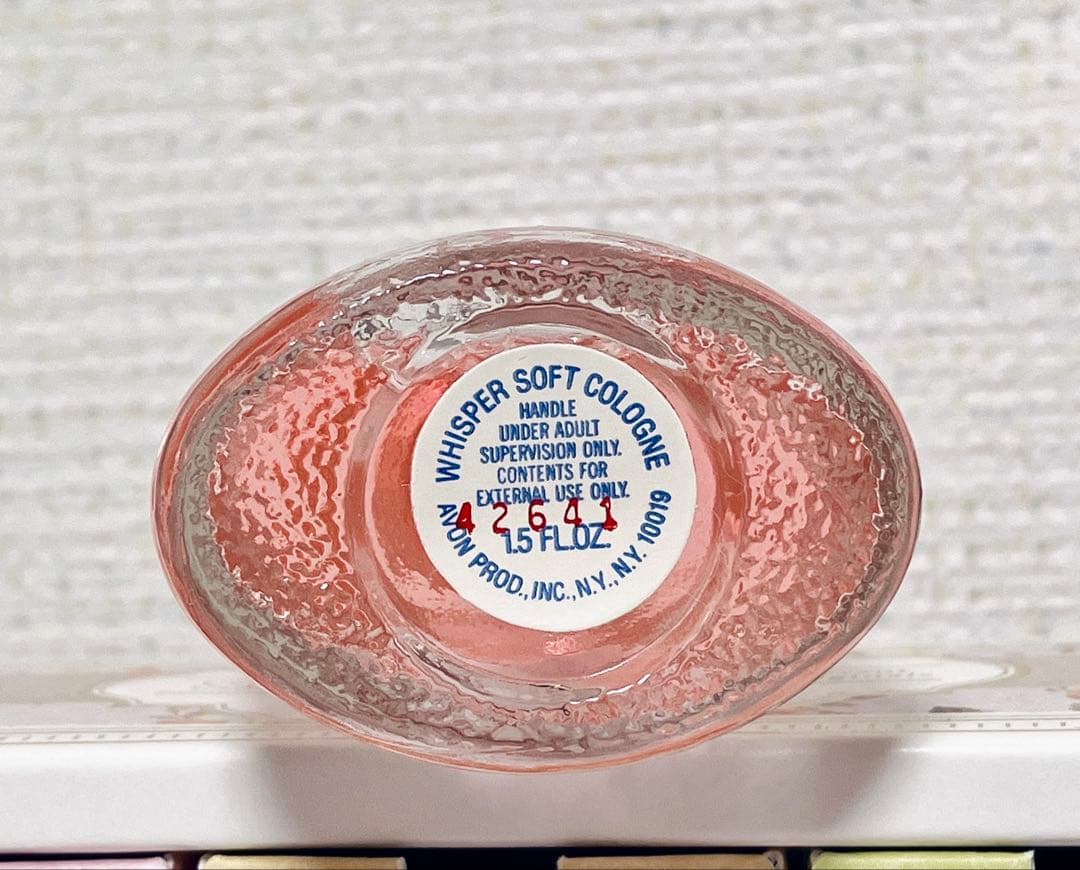 WHISPER SOFT COLOGNE
HANDLE
UNDER ADULT
SUPERVISION ONLY.
CONTENTS FOR
EXTERNAL USE ONLY.
42641
1.5 FL.OZ.
AVON PROD., INC., N.Y., N.Y. 10019